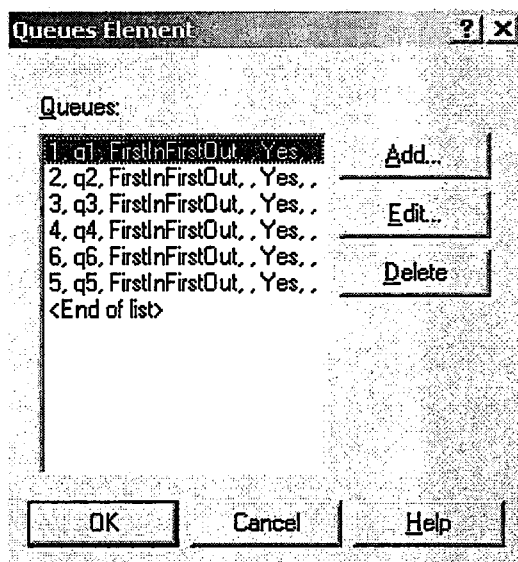 Queues Element ? ×
Queues:
1, q1, FirstInFirstOut, , Yes, ,
2, q2, FirstInFirstOut, , Yes, ,
3, q3, FirstInFirstOut, , Yes, ,
4, q4, FirstInFirstOut, , Yes, ,
6, q6, FirstInFirstOut, , Yes, ,
5, q5, FirstInFirstOut, , Yes, ,
<End of list>
Add...
Edit...
Delete
OK Cancel Help